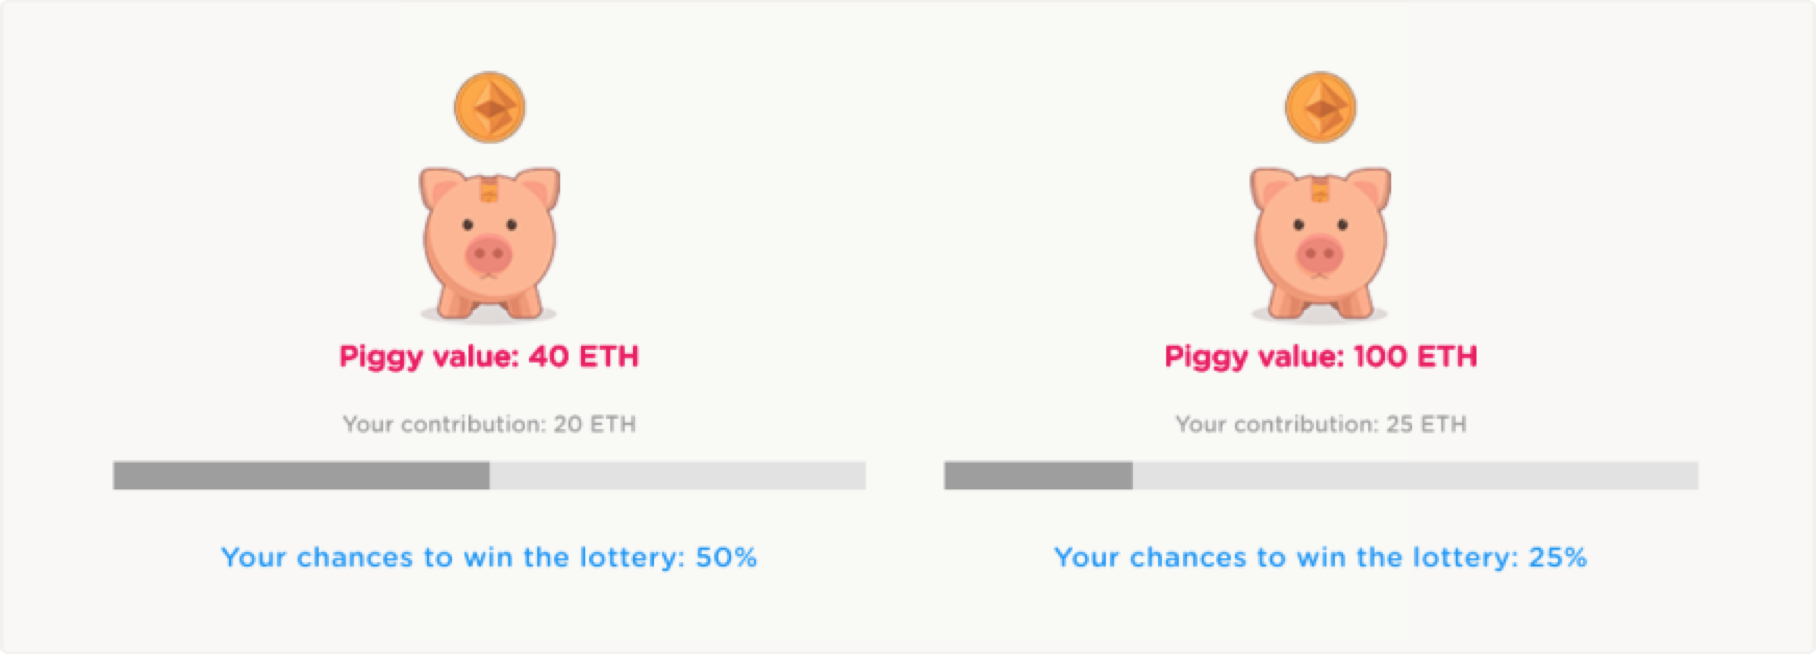 Piggy value: 40 ETH
Your contribution: 20 ETH
Your chances to win the lottery: 50%
Piggy value: 100 ETH
Your contribution: 25 ETH
Your chances to win the lottery: 25%